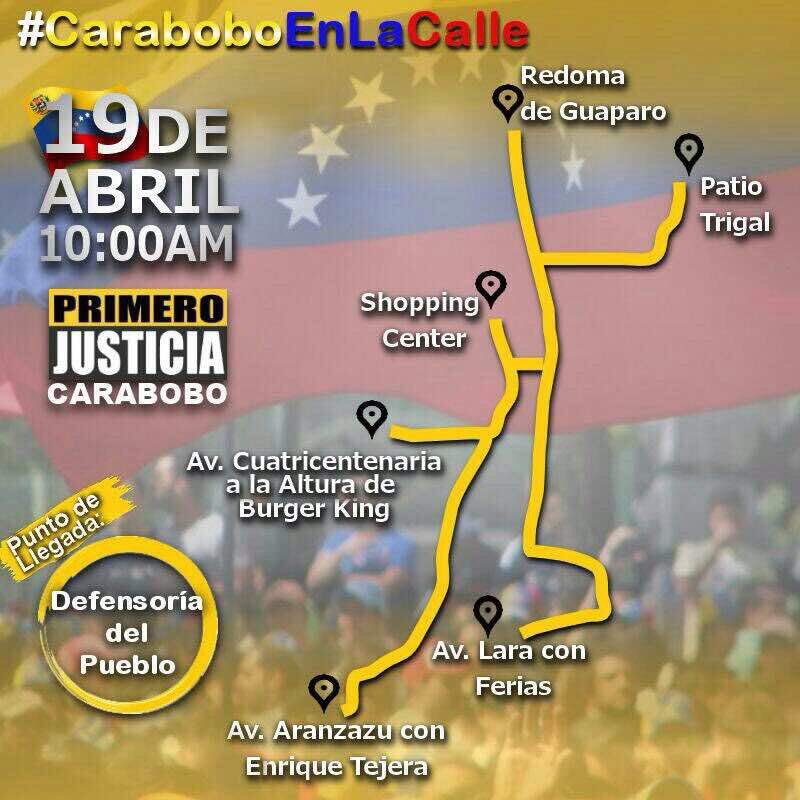 #CaraboboEnLaCalle
19 DE
ABRIL
10:00AM
PRIMERO
JUSTICIA
CARABOBO
Redoma
de Guaparo
Patio
Trigal
Shopping
Center
Av. Cuatricentenaria
a la Altura de
Burger King
Punto de
Llegada:
Defensoría
del
Pueblo
Av. Lara con
Ferias
Av. Aranzazu con
Enrique Tejera